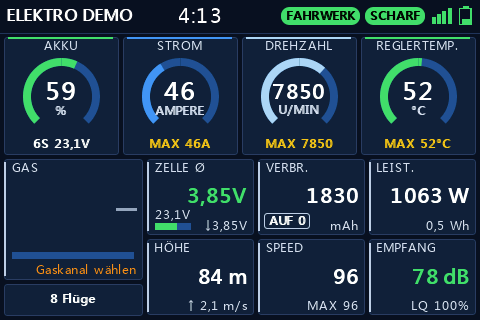 ELEKTRO DEMO 4:13 FAHRWERK SCHARF
AKKU
59
%
6S 23,1V
STROM
46
AMPERE
MAX 46A
DREHZAHL
7850
U/MIN
MAX 7850
REGLERTEMP.
52
°C
MAX 52°C
GAS
Gaskanal wählen
8 Flüge
ZELLE Ø
3,85V
23,1V
↓3,85V
VERBR.
1830
AUF 0 mAh
LEIST.
1063 W
0,5 Wh
HÖHE
84 m
↑ 2,1 m/s
SPEED
96
MAX 96
EMPFANG
78 dB
LQ 100%